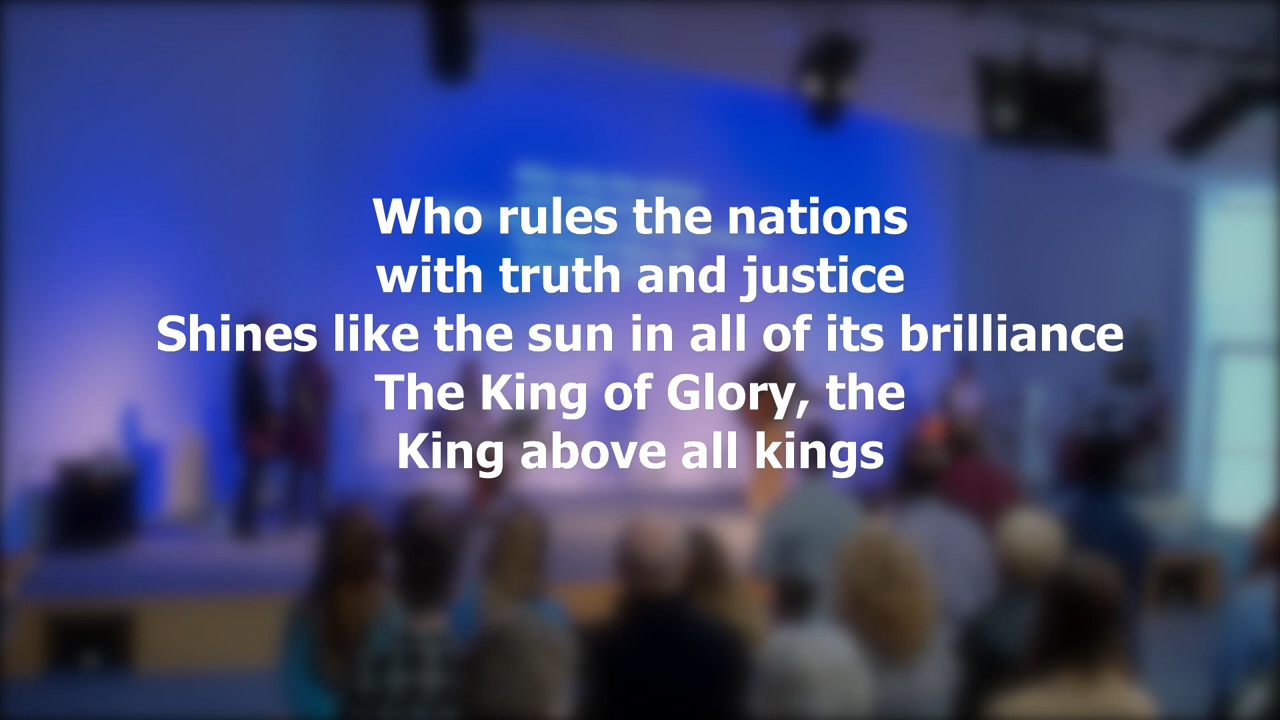 Who rules the nations
with truth and justice
Shines like the sun in all of its brilliance
The King of Glory, the
King above all kings